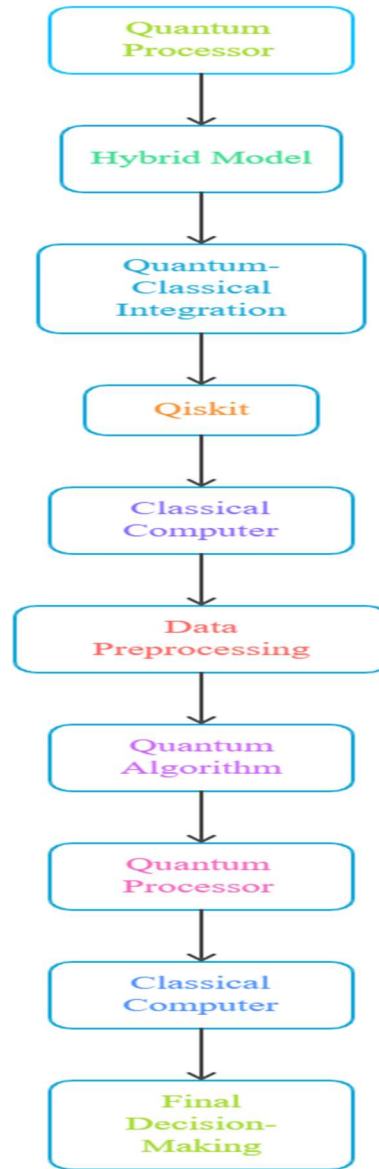 Quantum
Processor
Hybrid Model
Quantum-
Classical
Integration
Qiskit
Classical
Computer
Data
Preprocessing
Quantum
Algorithm
Quantum
Processor
Classical
Computer
Final
Decision-
Making